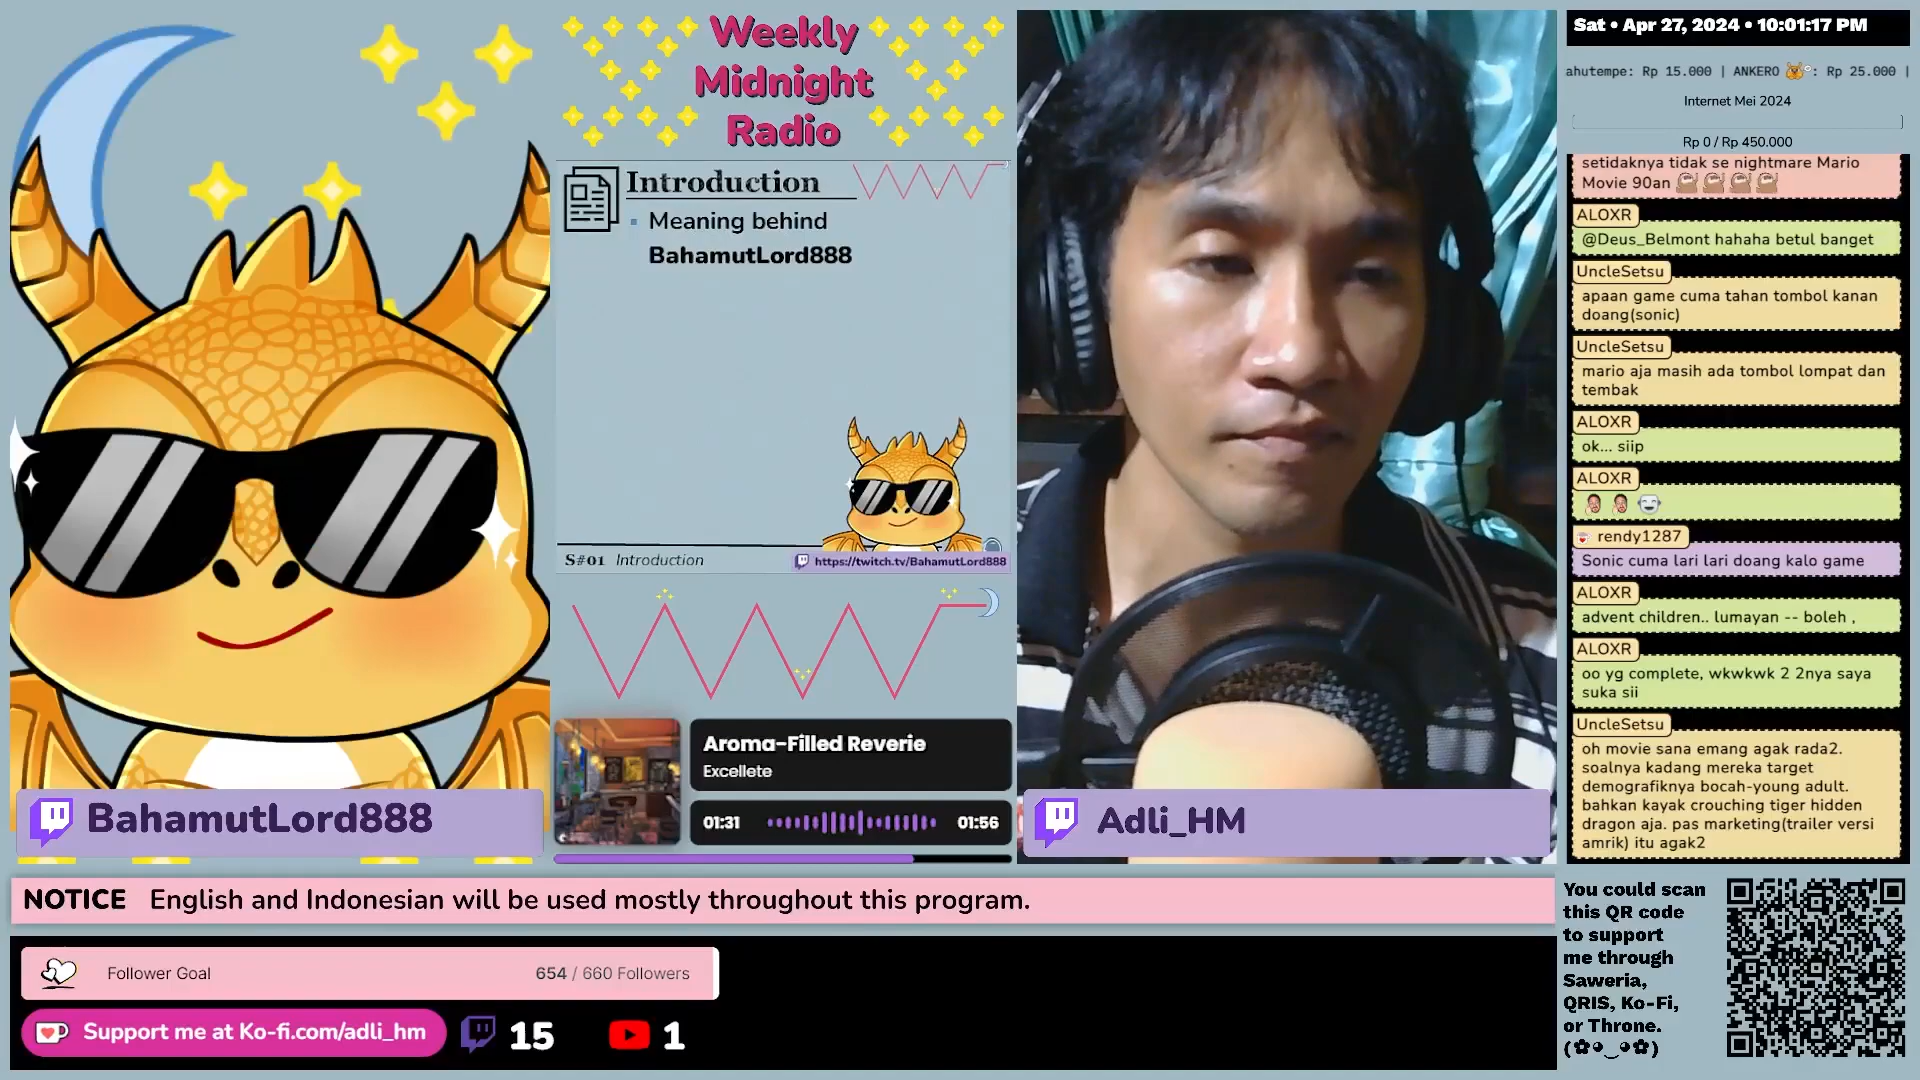 Weekly
Midnight
Radio
Introduction
Meaning behind
BahamutLord888
S#01 Introduction
https://twitch.tv/BahamutLord888
Aroma-Filled Reverie
Excellete
01:31
01:56
BahamutLord888
Adli_HM
Sat • Apr 27, 2024 • 10:01:17 PM
ahutempe: Rp 15.000 | ANKERO : Rp 25.000 |
Internet Mei 2024
Rp 0 / Rp 450.000
setidaknya tidak se nightmare Mario
Movie 90an
ALOXR
@Deus_Belmont hahaha betul banget
UncleSetsu
apaan game cuma tahan tombol kanan
doang(sonic)
UncleSetsu
mario aja masih ada tombol lompat dan
tembak
ALOXR
ok... siip
ALOXR
rendy1287
Sonic cuma lari lari doang kalo game
ALOXR
advent children.. lumayan -- boleh ,
ALOXR
oo yg complete, wkwkwk 2 2nya saya
suka sii
UncleSetsu
oh movie sana emang agak rada2.
soalnya kadang mereka target
demografiknya bocah-young adult.
bahkan kayak crouching tiger hidden
dragon aja. pas marketing(trailer versi
amrik) itu agak2
NOTICE English and Indonesian will be used mostly throughout this program.
Follower Goal
654 / 660 Followers
Support me at Ko-fi.com/adli_hm
15
1
You could scan
this QR code
to support
me through
Saweria,
QRIS, Ko-Fi,
or Throne.
(✿◕‿◕✿)